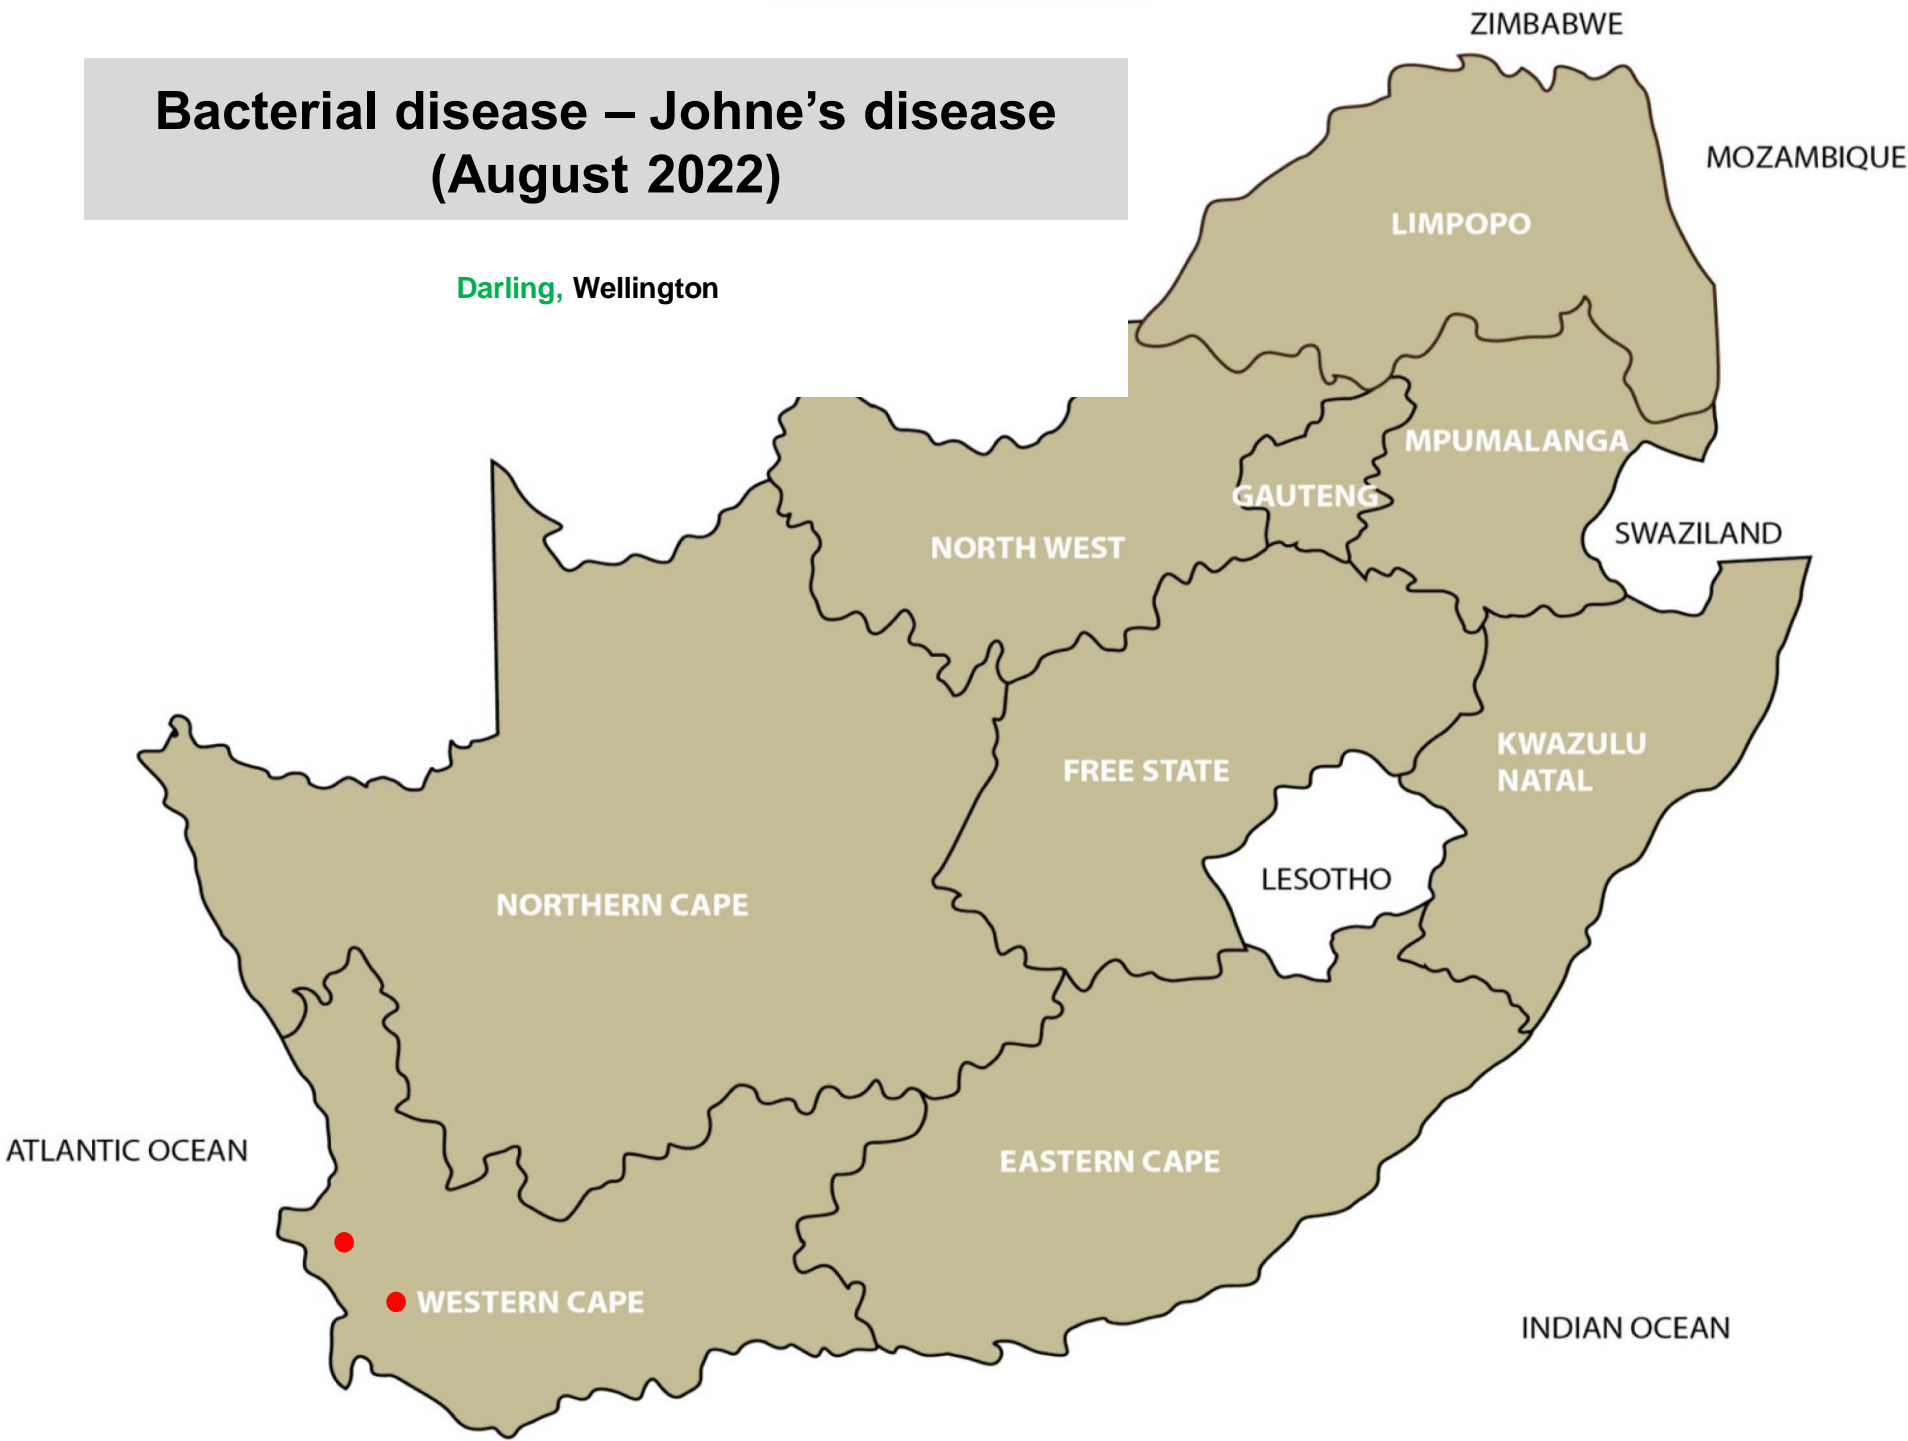 Bacterial disease – Johne’s disease
(August 2022)
Darling, Wellington
ZIMBABWE
MOZAMBIQUE
LIMPOPO
MPUMALANGA
GAUTENG
SWAZILAND
NORTH WEST
KWAZULU
NATAL
FREE STATE
LESOTHO
NORTHERN CAPE
ATLANTIC OCEAN
EASTERN CAPE
WESTERN CAPE
INDIAN OCEAN